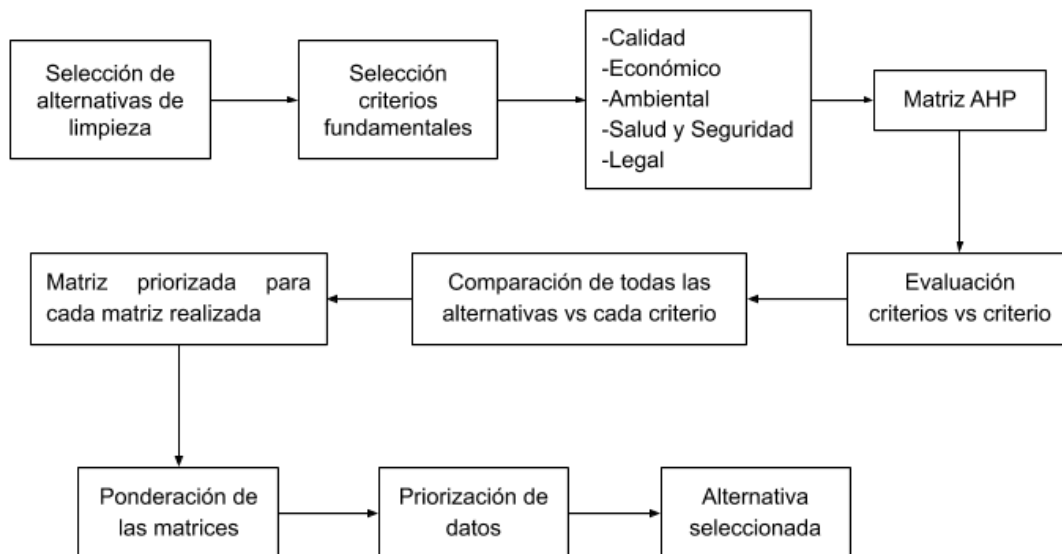 Selección de
alternativas de
limpieza
Selección
criterios
fundamentales
-Calidad
-Económico
-Ambiental
-Salud y Seguridad
-Legal
Matriz AHP
Evaluación
criterios vs criterio
Comparación de todas las
alternativas vs cada criterio
Matriz priorizada para
cada matriz realizada
Ponderación de
las matrices
Priorización de
datos
Alternativa
seleccionada